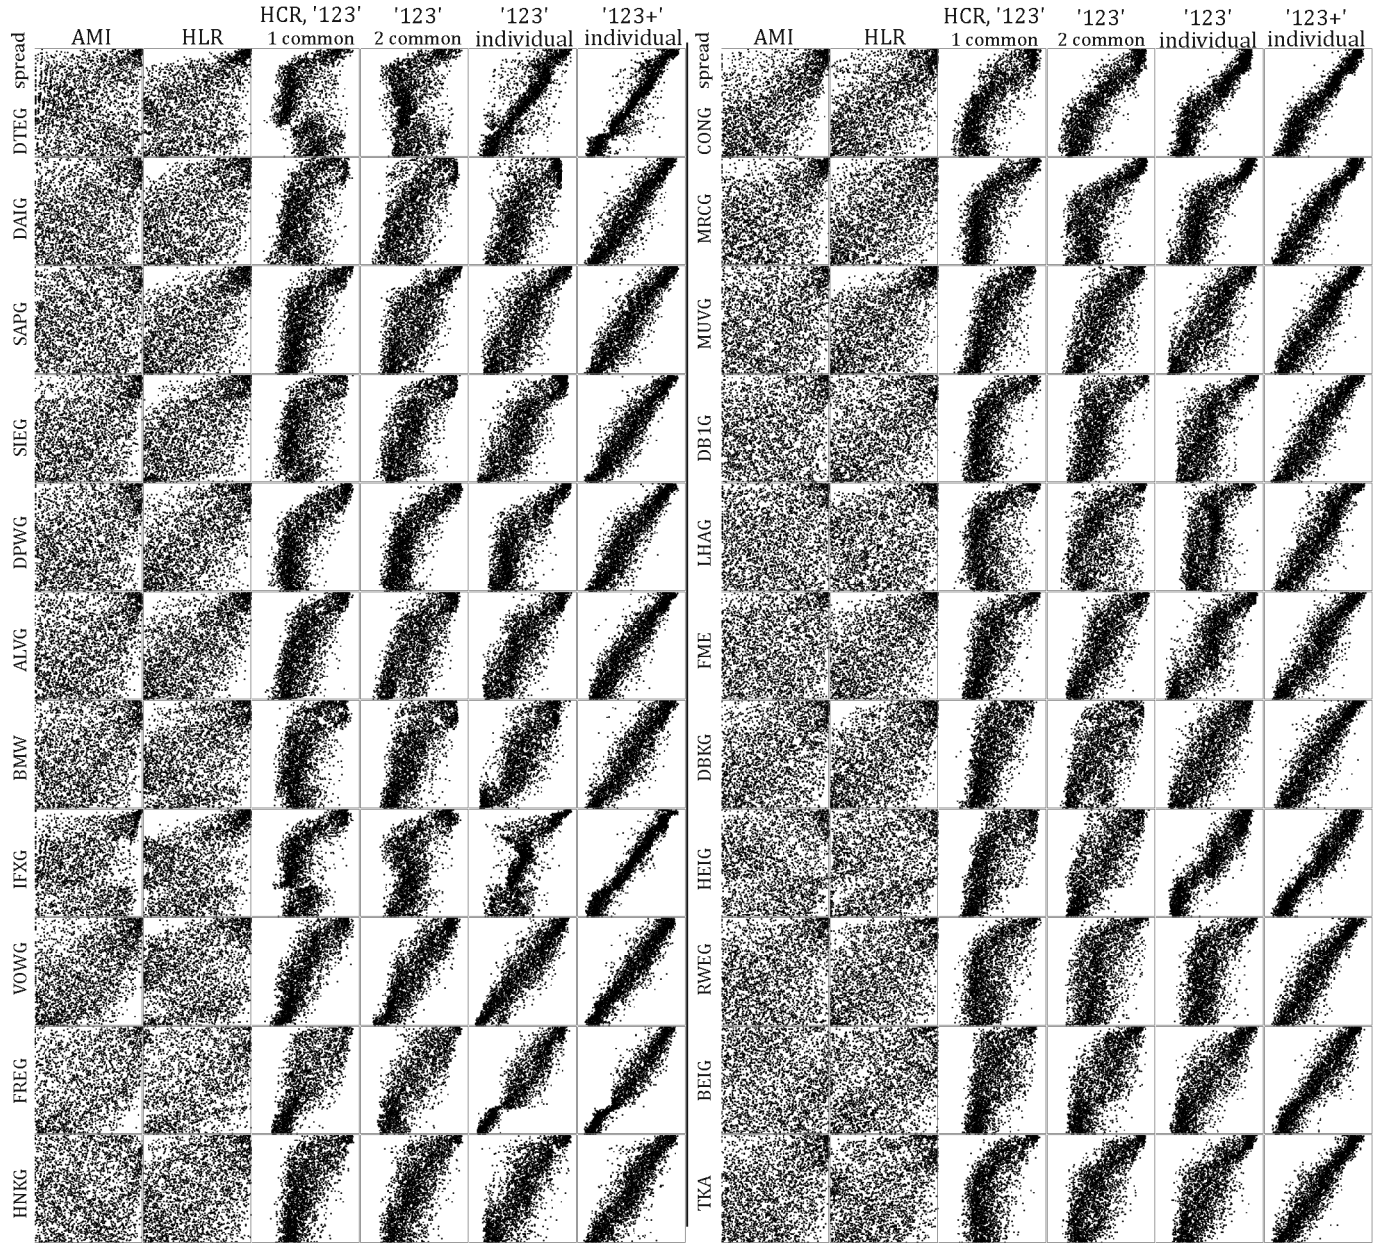 HCR, '123' '123' '123' '123+'
AMI HLR 1 common 2 common individual individual
spread
DTEG
DAIG
SAPG
SIEG
DPWG
ALVG
BMW
IFXG
VOWG
FREG
HNKG
HCR, '123' '123' '123' '123+'
AMI HLR 1 common 2 common individual individual
spread
CONG
MRCG
MUVG
DB1G
LHAG
FME
DBKG
HEIG
RWEG
BEIG
TKA